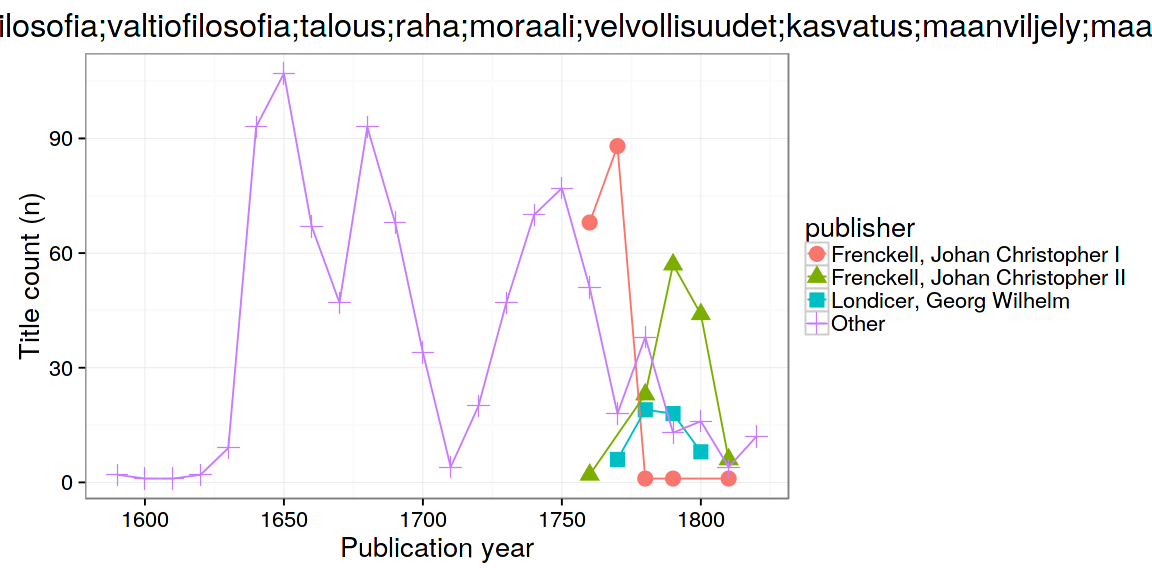 ilosofia;valtiofilosofia;talous;raha;moraali;velvollisuudet;kasvatus;maanviljely;maa
90
60
30
0
Title count (n)
1600 1650 1700 1750 1800
Publication year
publisher
Frenckell, Johan Christopher I
Frenckell, Johan Christopher II
Londicer, Georg Wilhelm
Other